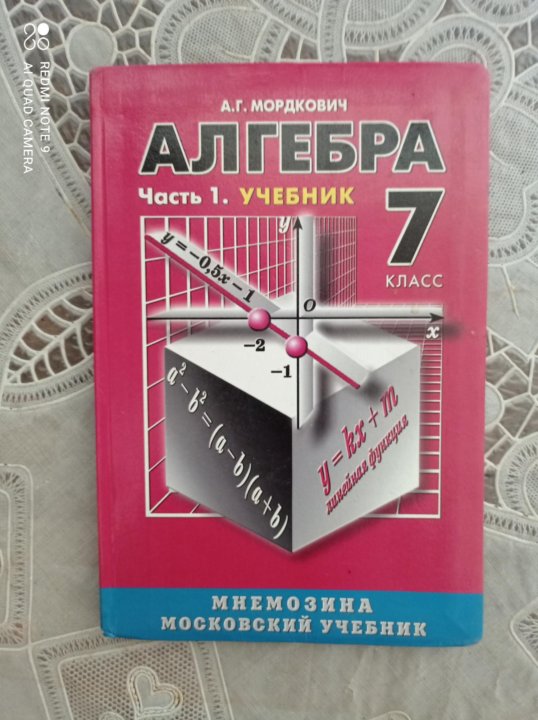 REDMI NOTE 9
AI QUAD CAMERA
А.Г. МОРДКОВИЧ
АЛГЕБРА
Часть 1. УЧЕБНИК
7
КЛАСС
y
y = −0,5x − 1
O
x
−2
−1
a² − b² = (a − b)(a + b)
y = kx + m
линейная функция
МНЕМОЗИНА
МОСКОВСКИЙ УЧЕБНИК